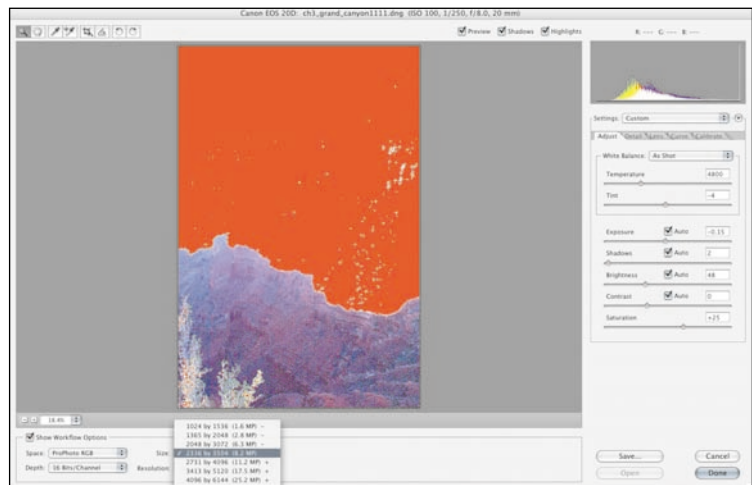 Canon EOS 20D: ch3_grand_canyon1111.dng (ISO 100, 1/250, f/8.0, 20 mm)
Preview Shadows Highlights
R: --- G: --- B: ---
Settings: Custom
Adjust Detail Lens Curve Calibrate
White Balance: As Shot
Temperature 4800
Tint -4
Exposure Auto -0.15
Shadows Auto 2
Brightness Auto 48
Contrast Auto 0
Saturation +25
18.4%
Show Workflow Options
Space: ProPhoto RGB
Depth: 16 Bits/Channel
Size:
Resolution:
1024 by 1536 (1.6 MP) -
1365 by 2048 (2.8 MP) -
2048 by 3072 (6.3 MP) -
2336 by 3504 (8.2 MP)
2731 by 4096 (11.2 MP) +
3413 by 5120 (17.5 MP) +
4096 by 6144 (25.2 MP) +
Save... Cancel
Open Done